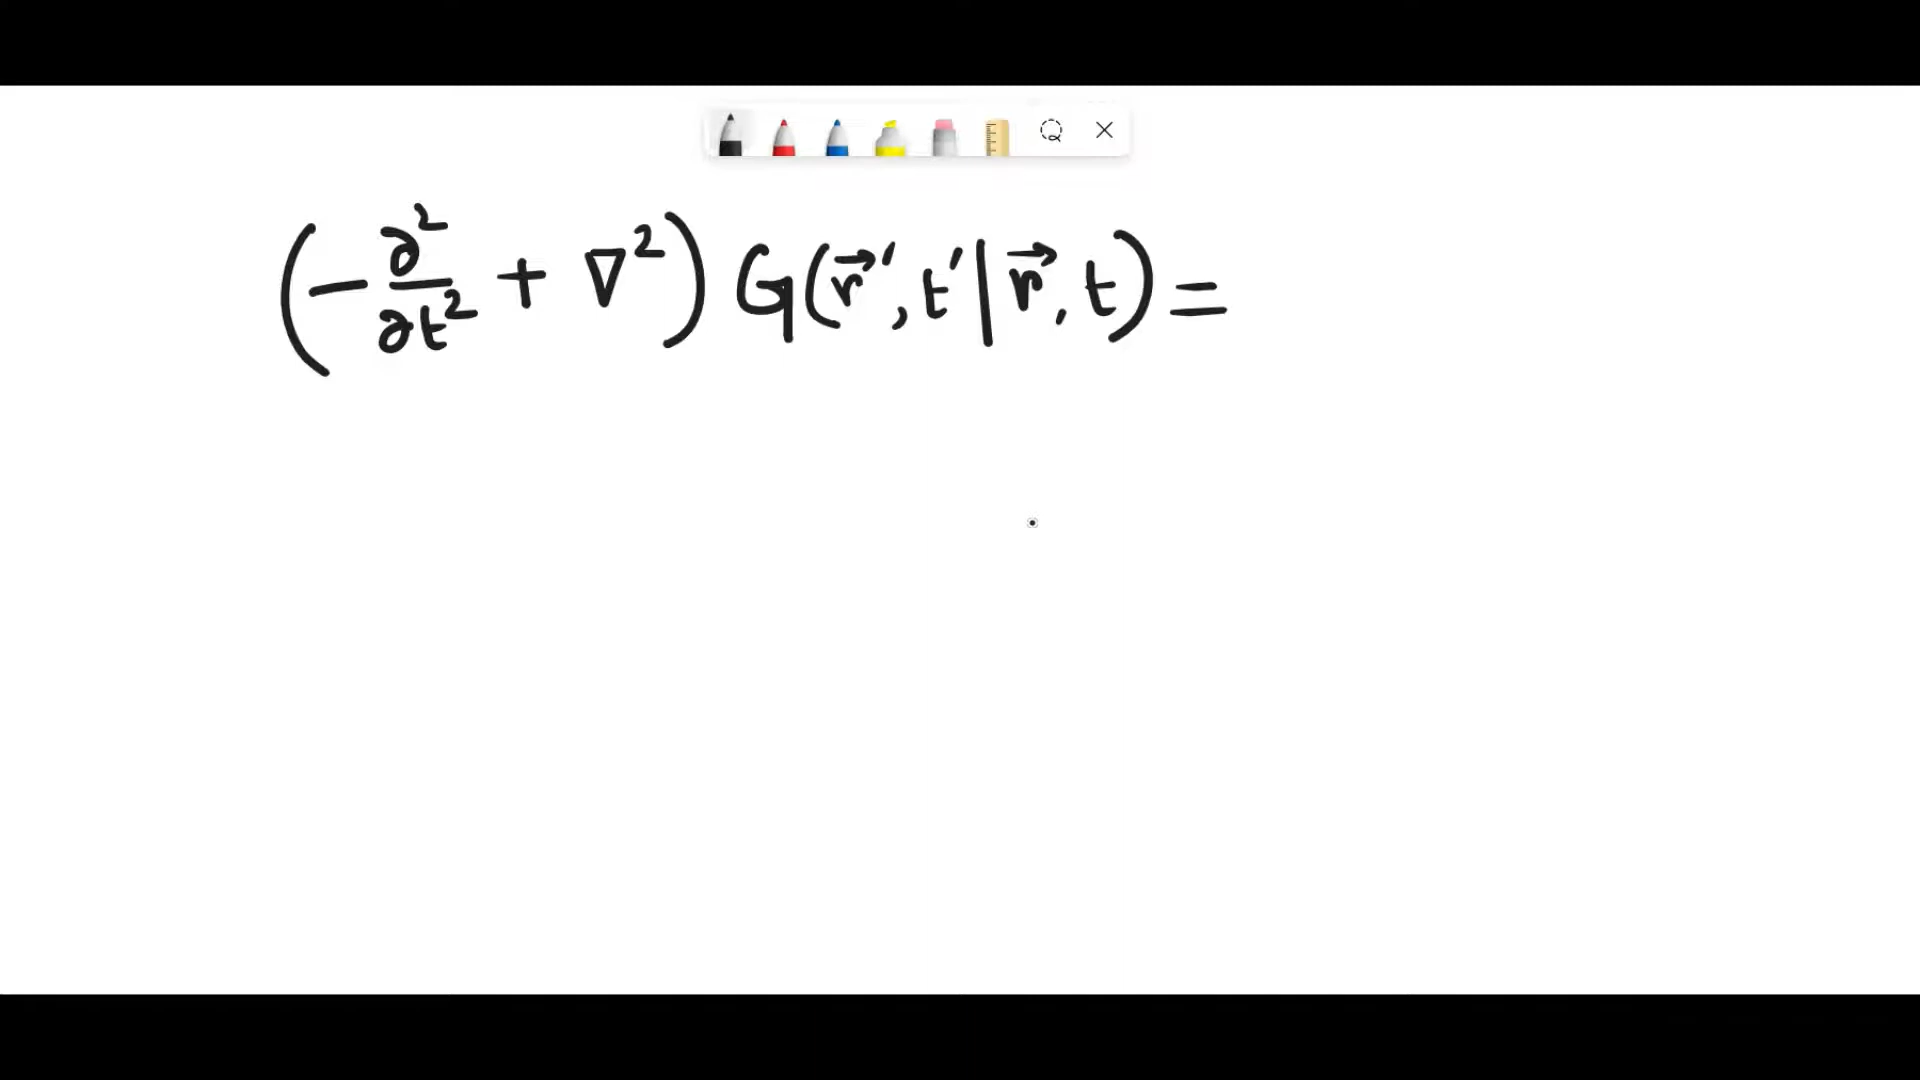 (-∂²/∂t² + ∇²) G(r⃗′, t′ | r⃗, t) =